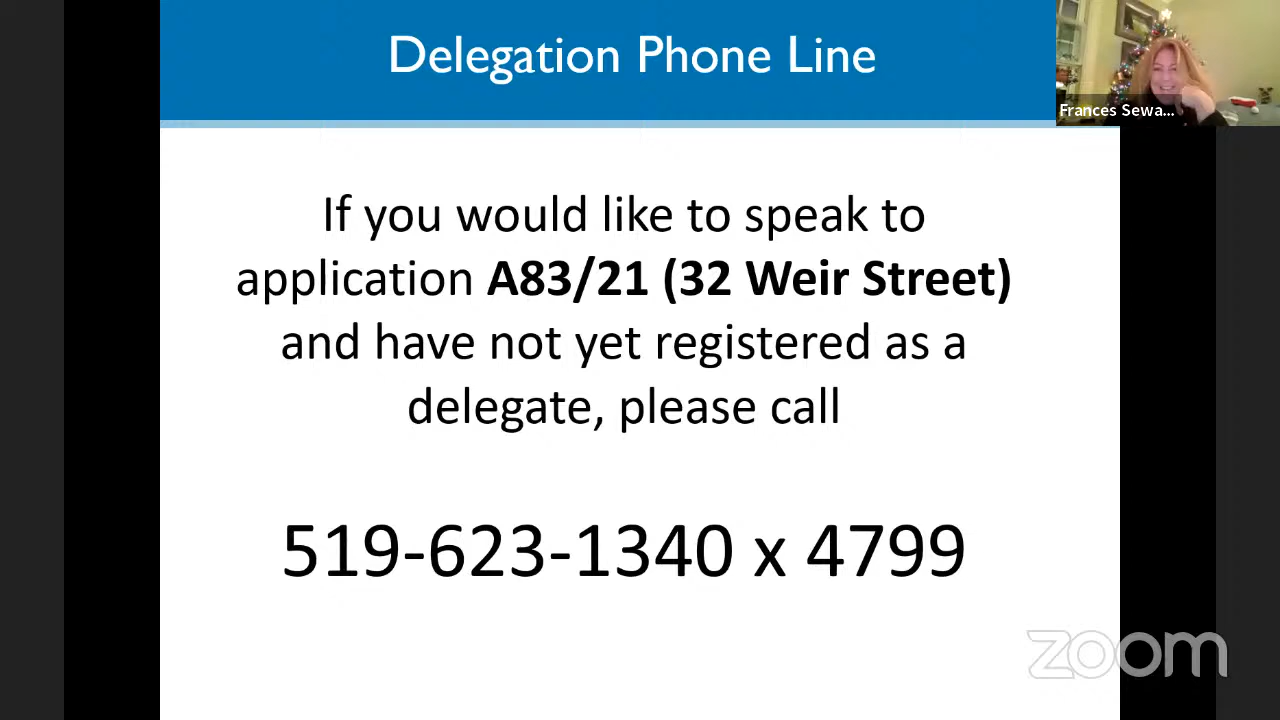 Delegation Phone Line
Frances Sewa...
If you would like to speak to
application A83/21 (32 Weir Street)
and have not yet registered as a
delegate, please call
519-623-1340 x 4799
zoom